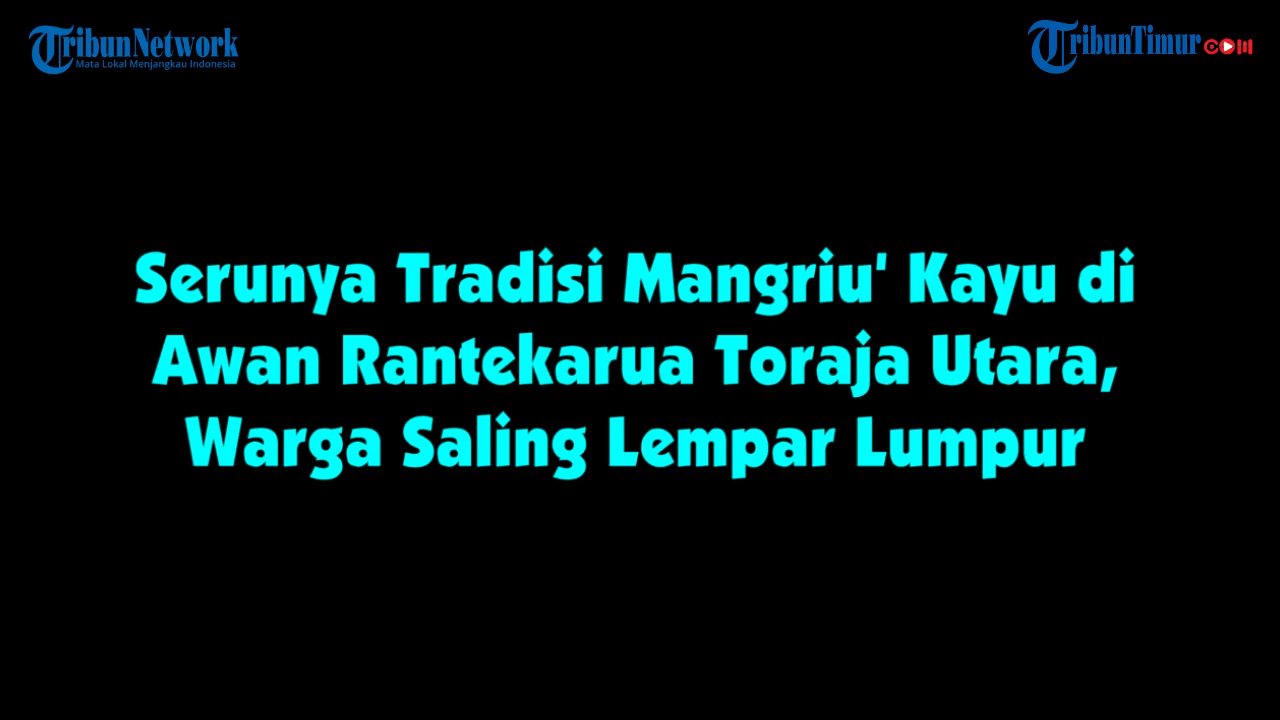 TribunNetwork
Mata Lokal Menjangkau Indonesia
TribunTimur.com
Serunya Tradisi Mangriu' Kayu di
Awan Rantekarua Toraja Utara,
Warga Saling Lempar Lumpur